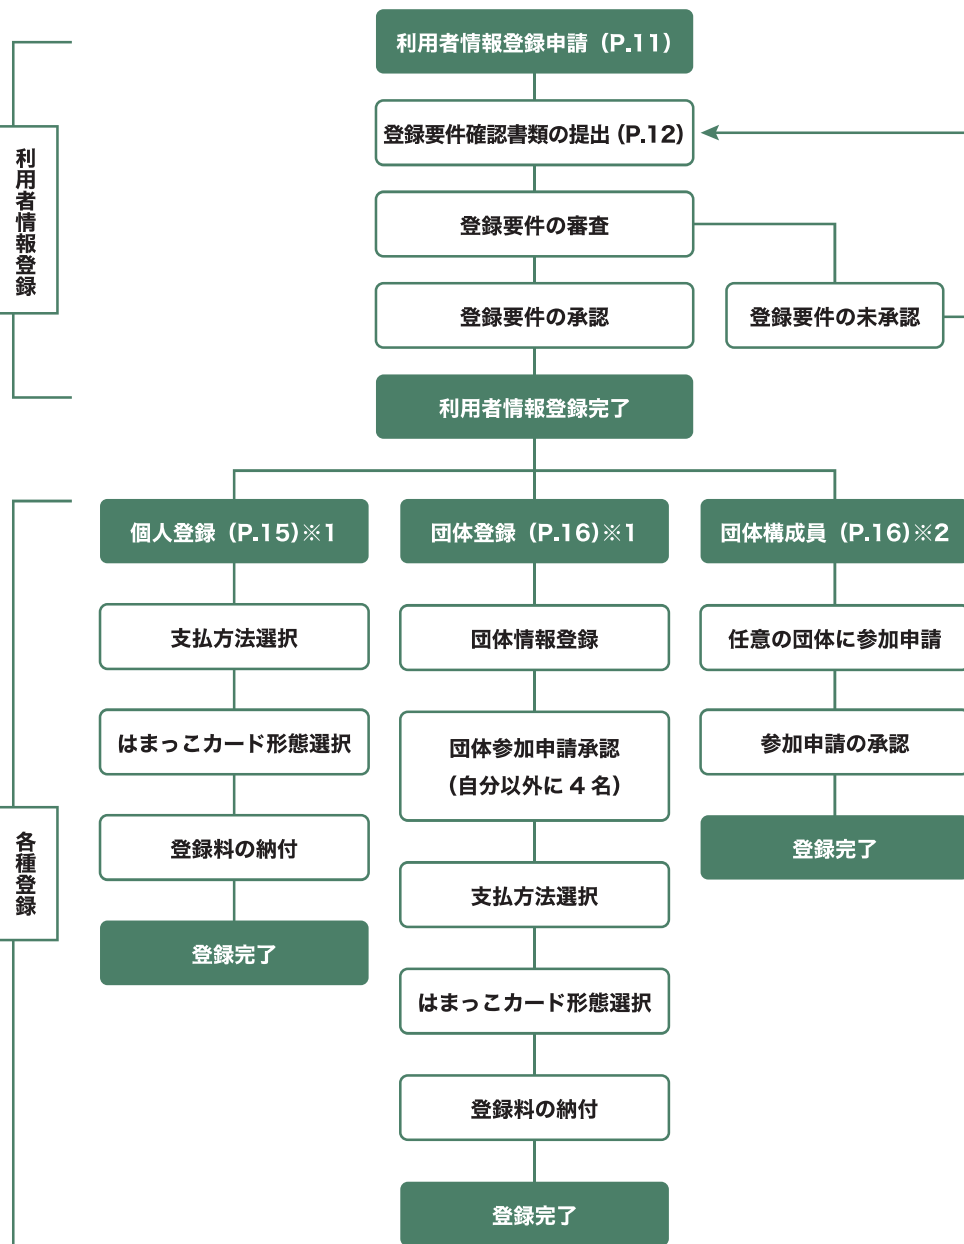 利用者情報登録申請（P.11）
登録要件確認書類の提出（P.12）
利用者情報登録
登録要件の審査
登録要件の承認
登録要件の未承認
利用者情報登録完了
個人登録（P.15）※1
支払方法選択
はまっこカード形態選択
登録料の納付
登録完了
団体登録（P.16）※1
団体情報登録
団体参加申請承認
（自分以外に 4 名）
支払方法選択
はまっこカード形態選択
登録料の納付
登録完了
団体構成員（P.16）※2
任意の団体に参加申請
参加申請の承認
登録完了
各種登録